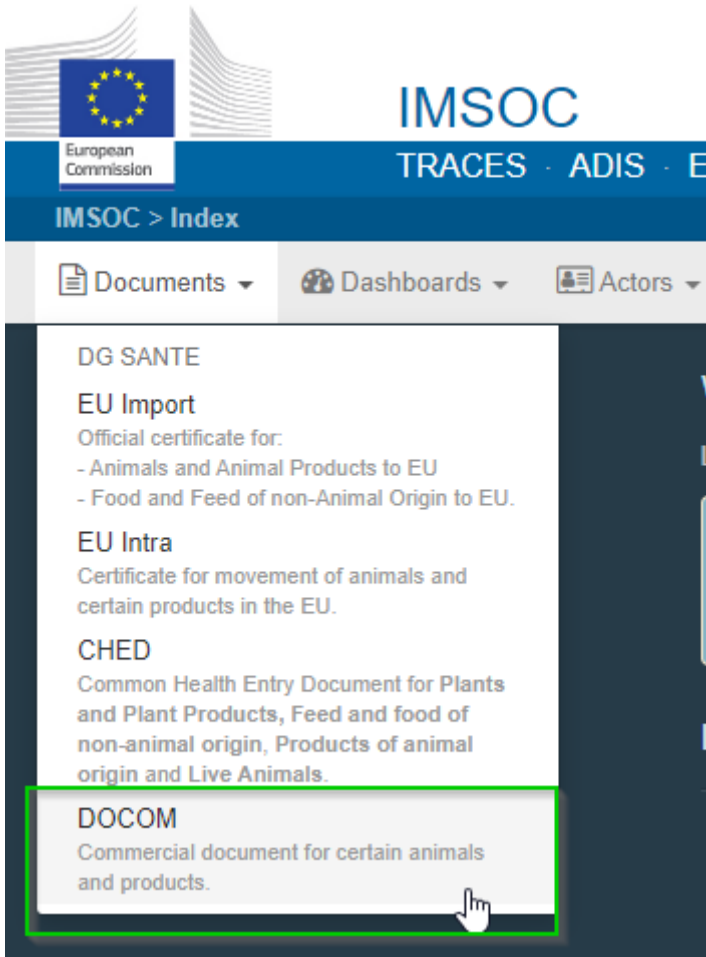 IMSOC
European
Commission
TRACES · ADIS ·
IMSOC > Index
Documents
Dashboards
Actors
DG SANTE
EU Import
Official certificate for:
- Animals and Animal Products to EU
- Food and Feed of non-Animal Origin to EU.
EU Intra
Certificate for movement of animals and
certain products in the EU.
CHED
Common Health Entry Document for Plants
and Plant Products, Feed and food of
non-animal origin, Products of animal
origin and Live Animals.
DOCOM
Commercial document for certain animals
and products.